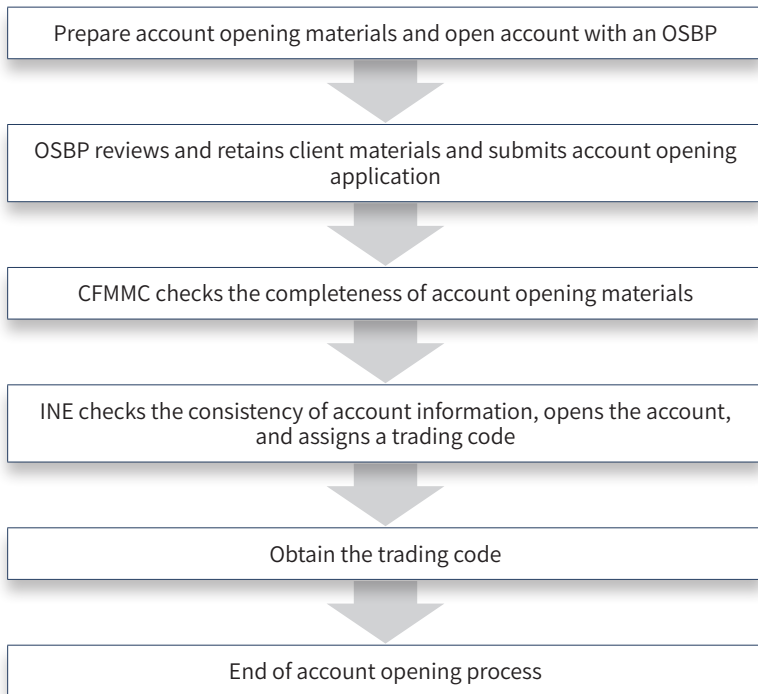 Prepare account opening materials and open account with an OSBP
OSBP reviews and retains client materials and submits account opening
application
CFMMC checks the completeness of account opening materials
INE checks the consistency of account information, opens the account,
and assigns a trading code
Obtain the trading code
End of account opening process